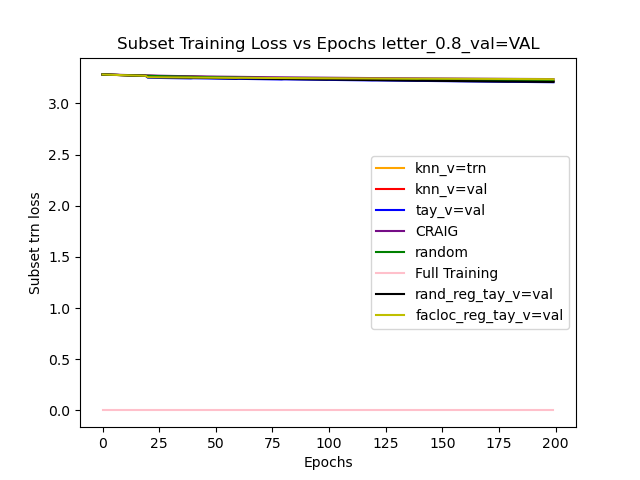 Subset Training Loss vs Epochs letter_0.8_val=VAL
Subset trn loss
3.0
2.5
2.0
1.5
1.0
0.5
0.0
knn_v=trn
knn_v=val
tay_v=val
CRAIG
random
Full Training
rand_reg_tay_v=val
facloc_reg_tay_v=val
0 25 50 75 100 125 150 175 200
Epochs